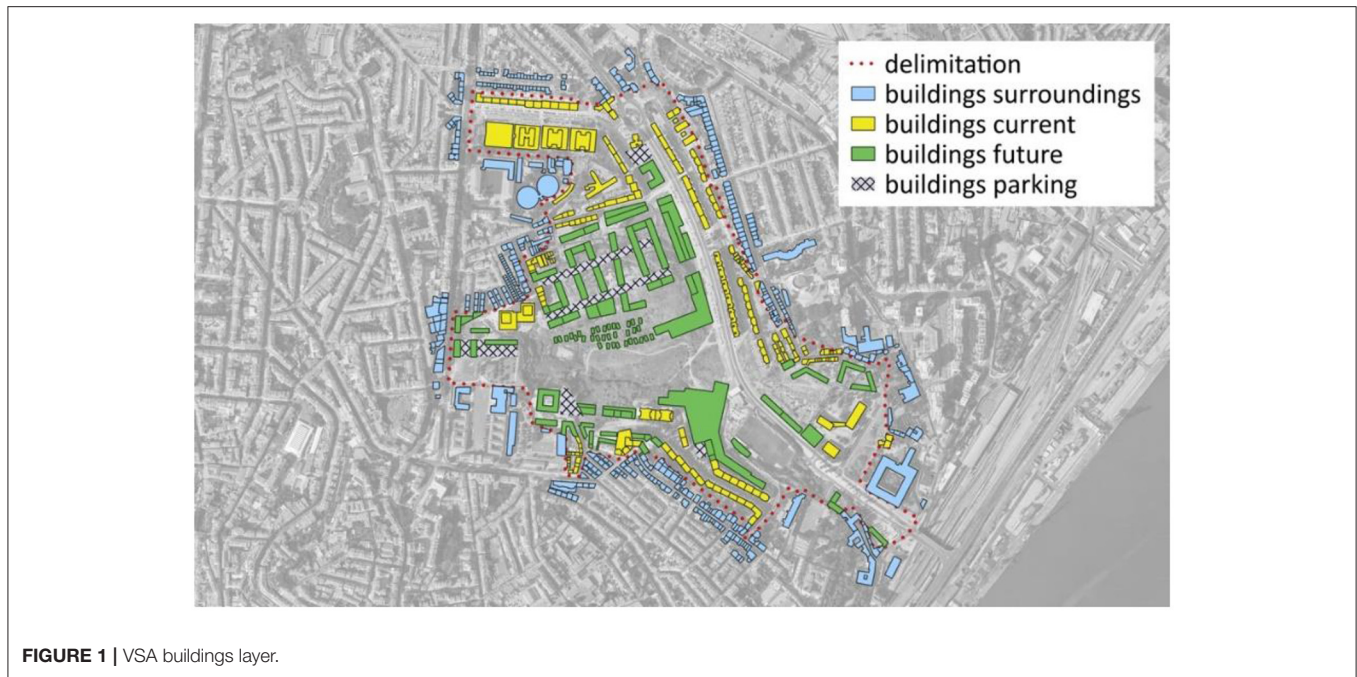 delimitation
buildings surroundings
buildings current
buildings future
buildings parking
FIGURE 1 | VSA buildings layer.